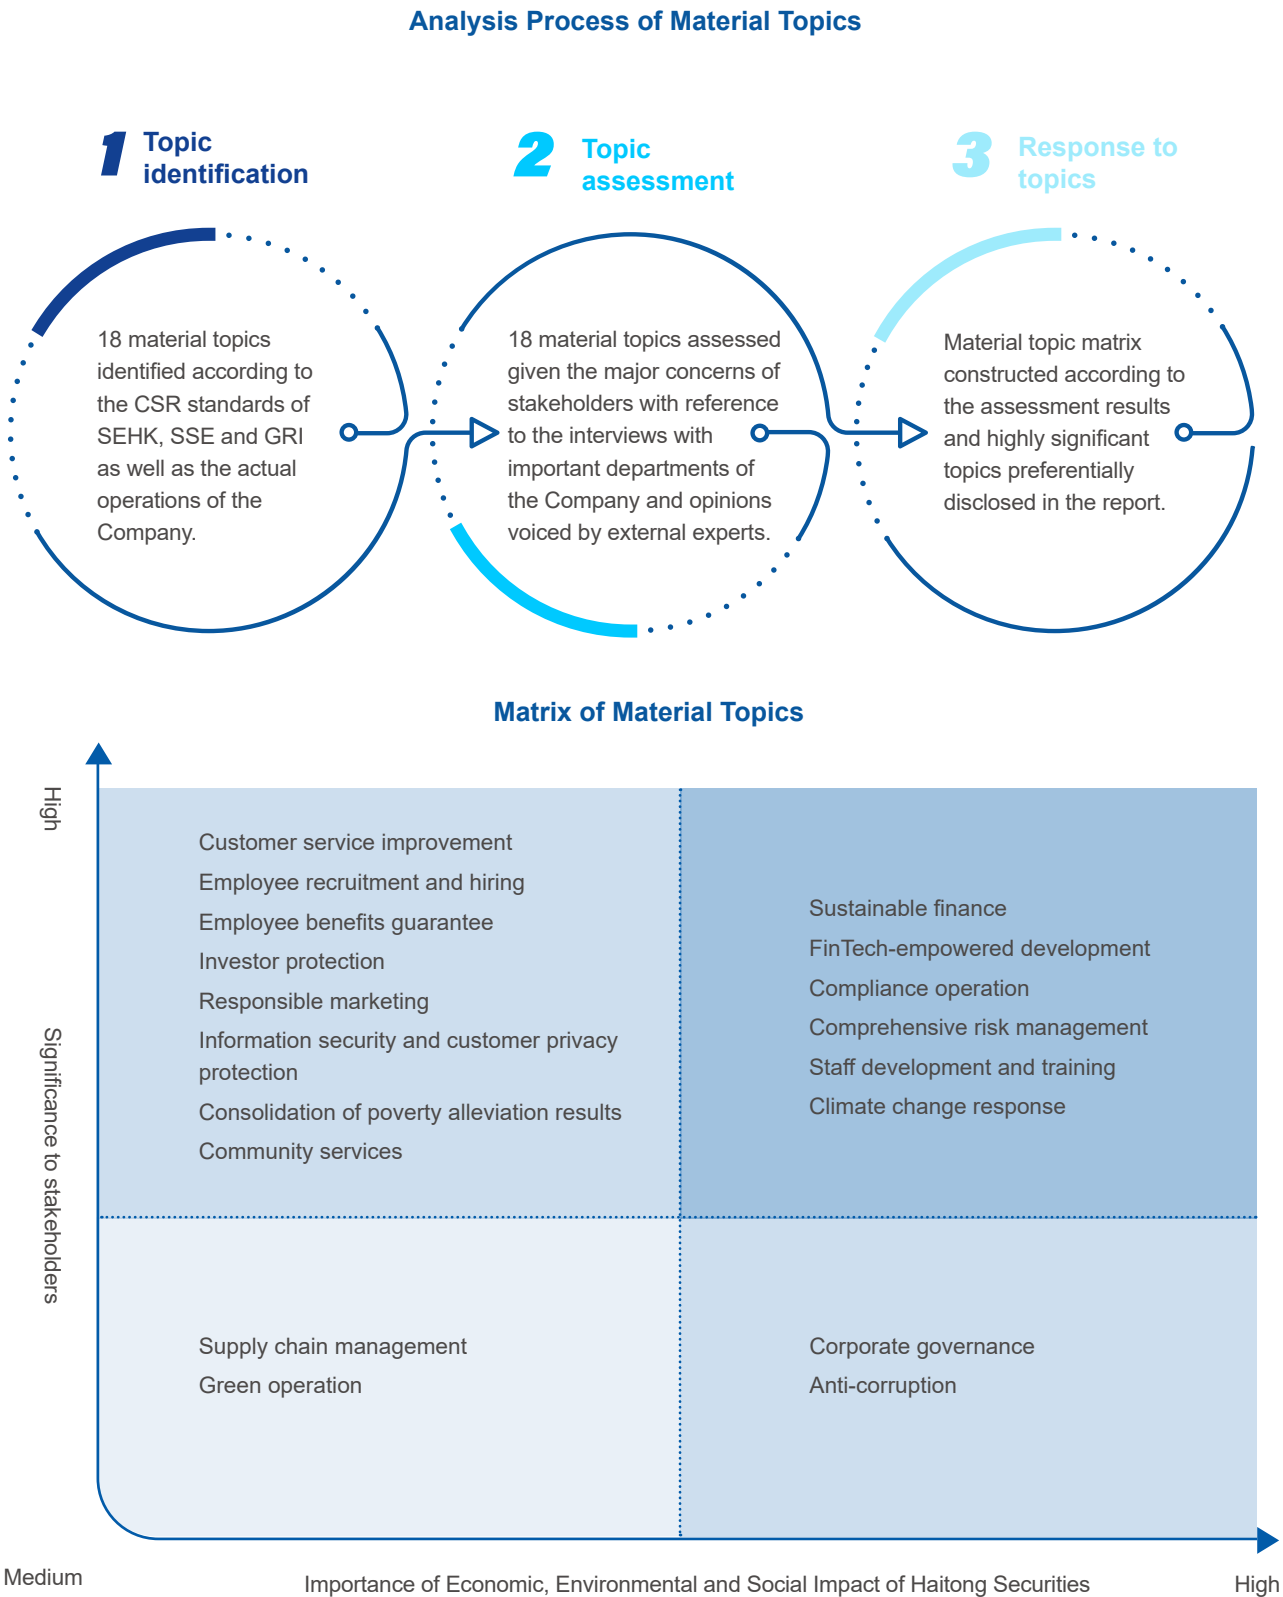 Analysis Process of Material Topics
1 Topic
identification
18 material topics
identified according to
the CSR standards of
SEHK, SSE and GRI
as well as the actual
operations of the
Company.
2 Topic
assessment
18 material topics assessed
given the major concerns of
stakeholders with reference
to the interviews with
important departments of
the Company and opinions
voiced by external experts.
3 Response to
topics
Material topic matrix
constructed according to
the assessment results
and highly significant
topics preferentially
disclosed in the report.
Matrix of Material Topics
High
Significance to stakeholders
Customer service improvement
Employee recruitment and hiring
Employee benefits guarantee
Investor protection
Responsible marketing
Information security and customer privacy
protection
Consolidation of poverty alleviation results
Community services
Sustainable finance
FinTech-empowered development
Compliance operation
Comprehensive risk management
Staff development and training
Climate change response
Supply chain management
Green operation
Corporate governance
Anti-corruption
Medium
Importance of Economic, Environmental and Social Impact of Haitong Securities
High